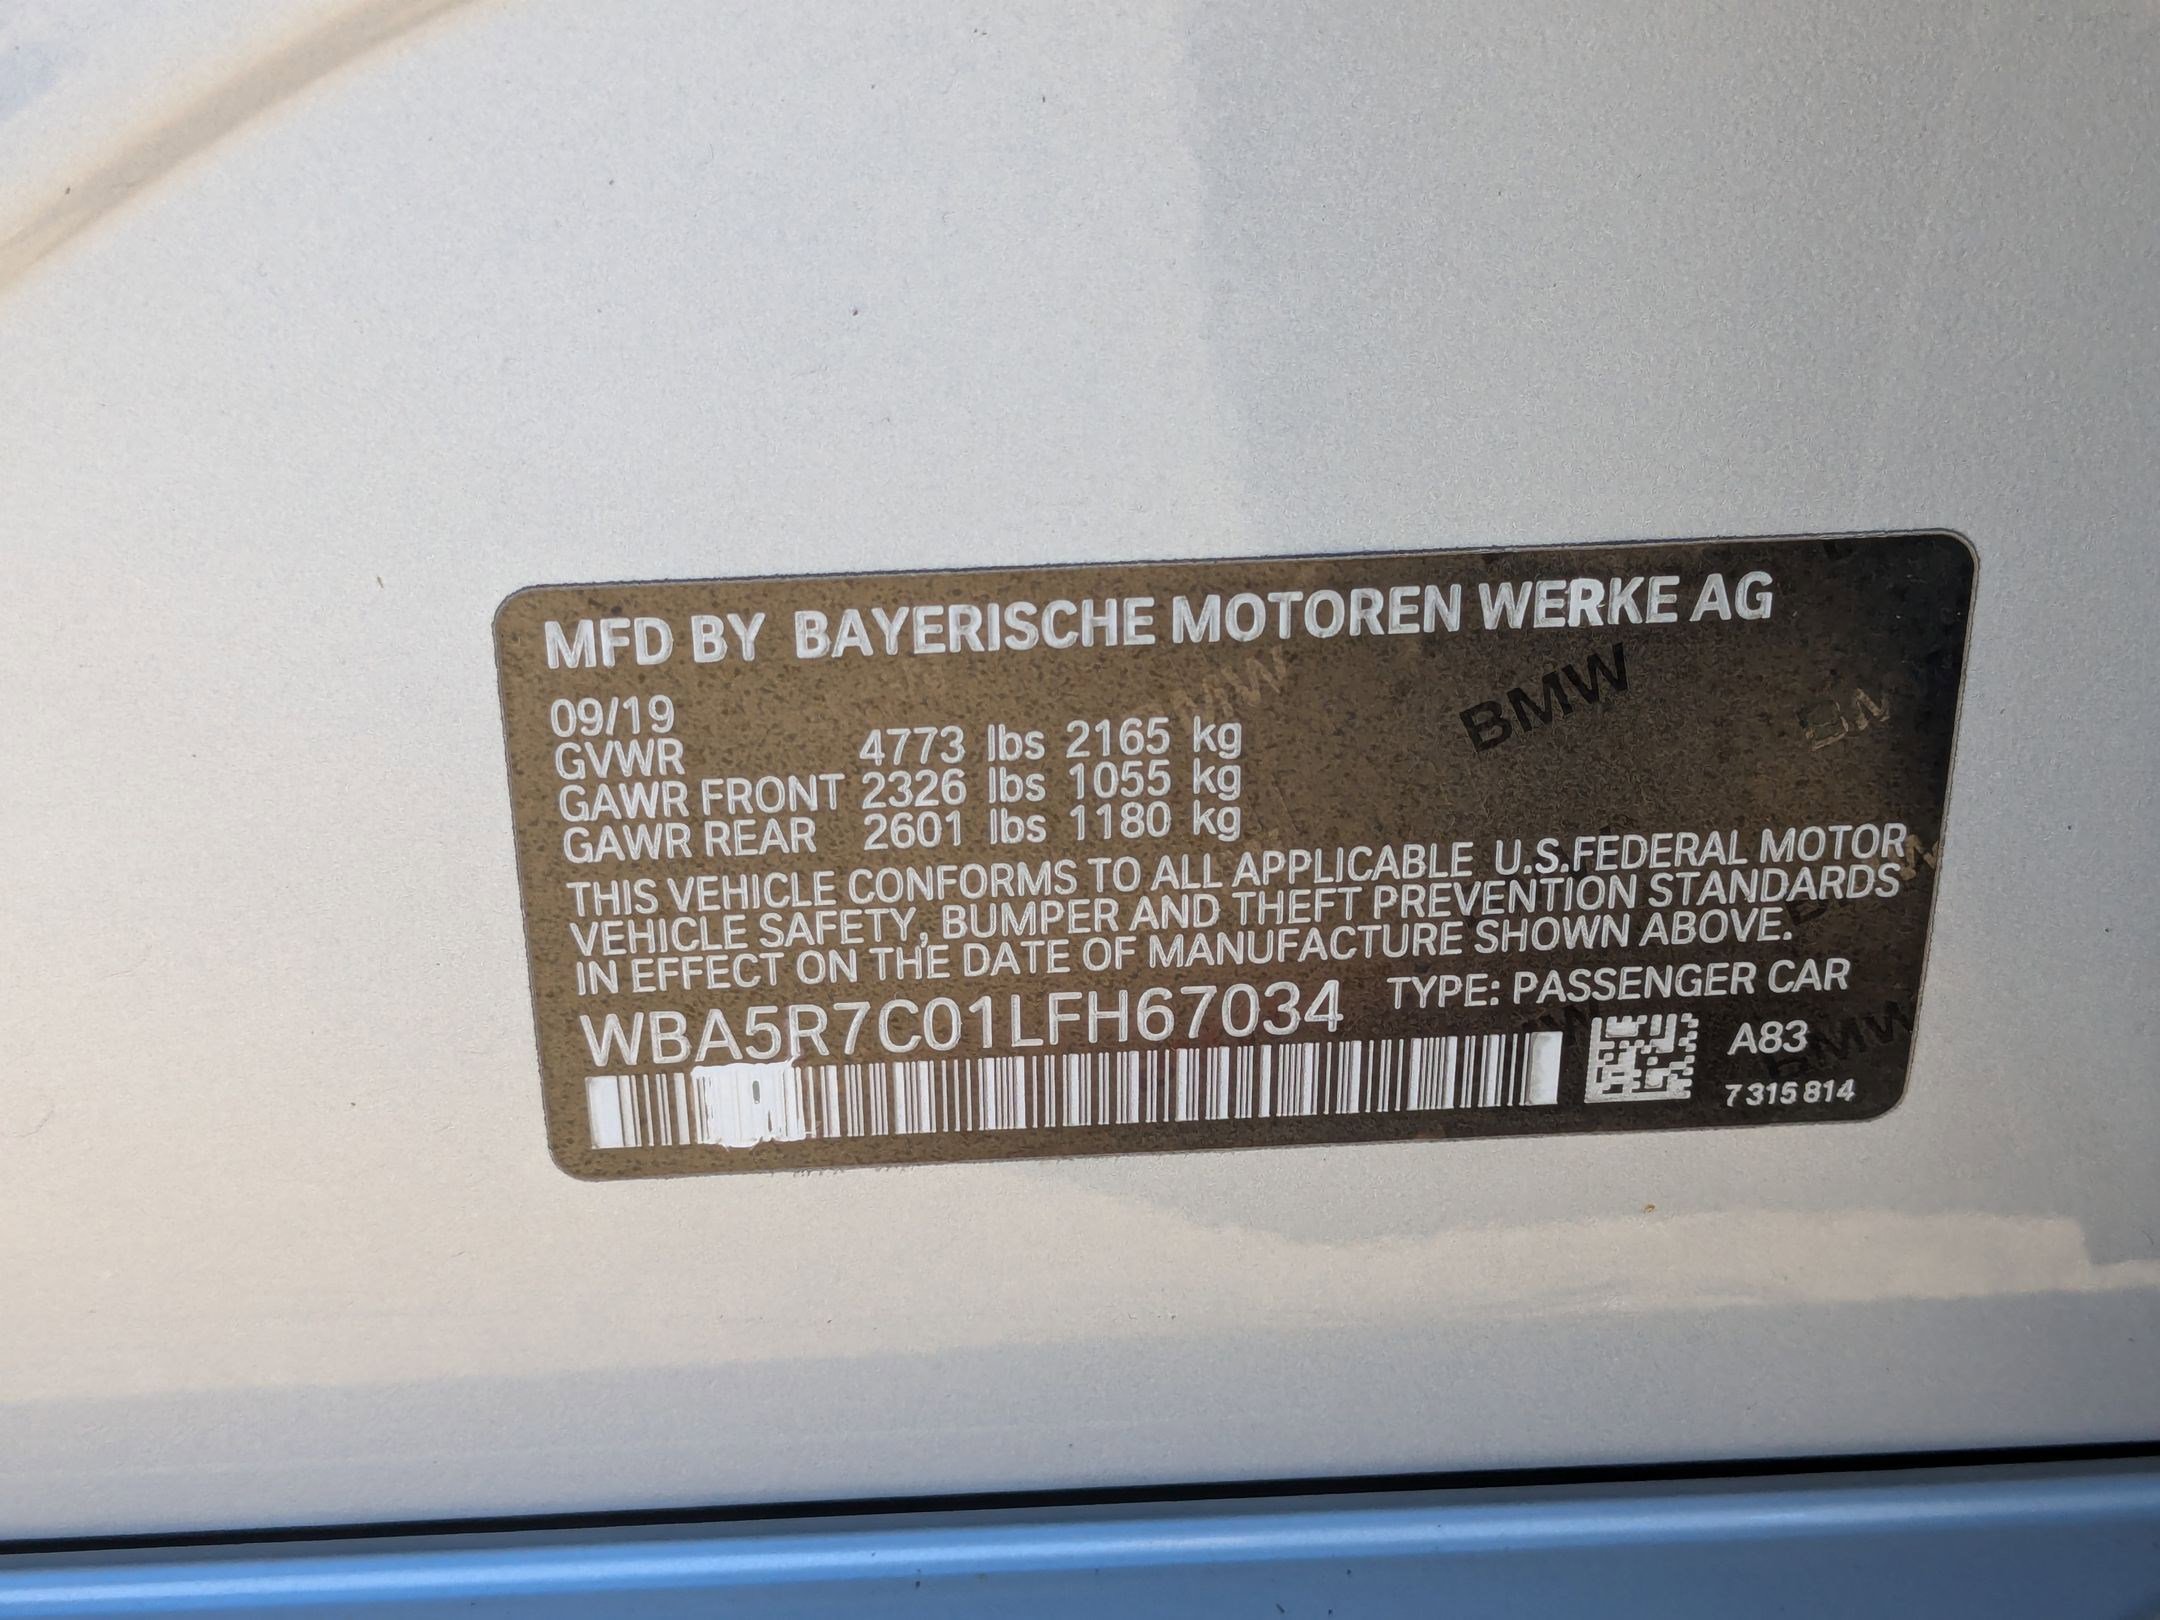 MFD BY BAYERISCHE MOTOREN WERKE AG
09/19
GVWR 4773 lbs 2165 kg
GAWR FRONT 2326 lbs 1055 kg
GAWR REAR 2601 lbs 1180 kg
THIS VEHICLE CONFORMS TO ALL APPLICABLE U.S.FEDERAL MOTOR
VEHICLE SAFETY, BUMPER AND THEFT PREVENTION STANDARDS
IN EFFECT ON THE DATE OF MANUFACTURE SHOWN ABOVE.
WBA5R7C01LFH67034 TYPE: PASSENGER CAR
A83
7 315 814
BMW
BMW